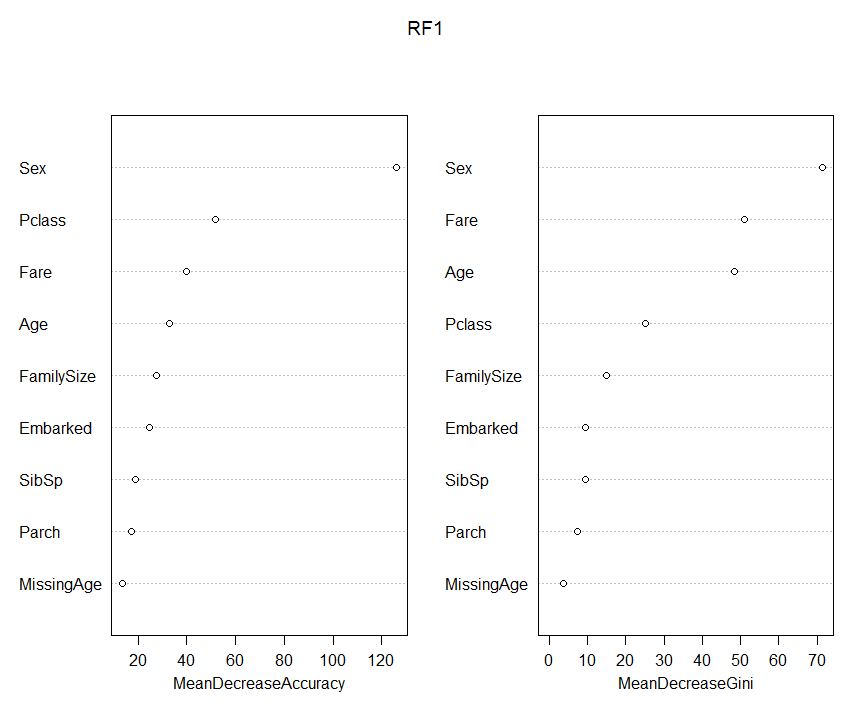 RF1
Sex
Pclass
Fare
Age
FamilySize
Embarked
SibSp
Parch
MissingAge
20 40 60 80 100 120
MeanDecreaseAccuracy
Sex
Fare
Age
Pclass
FamilySize
Embarked
SibSp
Parch
MissingAge
0 10 20 30 40 50 60 70
MeanDecreaseGini